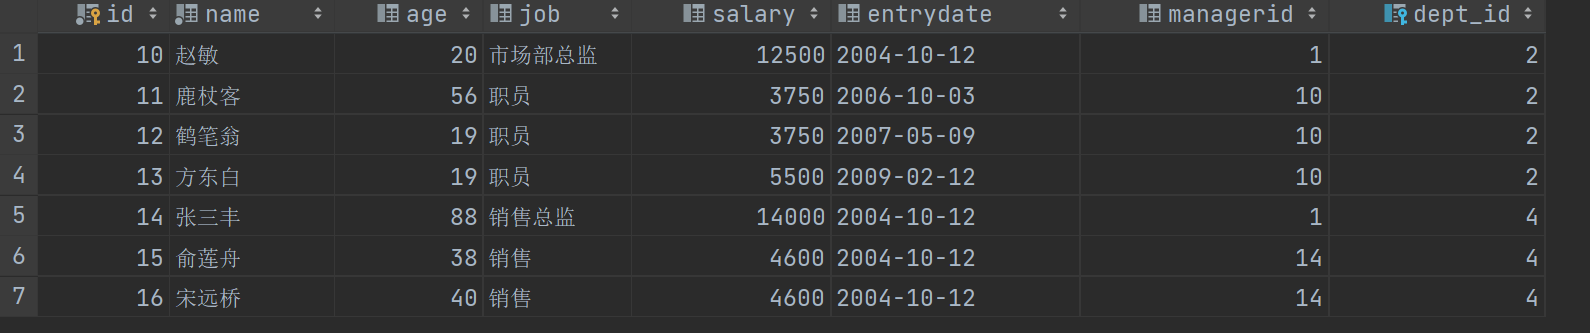 id name age job salary entrydate managerid dept_id
1 10 赵敏 20 市场部总监 12500 2004-10-12 1 2
2 11 鹿杖客 56 职员 3750 2006-10-03 10 2
3 12 鹤笔翁 19 职员 3750 2007-05-09 10 2
4 13 方东白 19 职员 5500 2009-02-12 10 2
5 14 张三丰 88 销售总监 14000 2004-10-12 1 4
6 15 俞莲舟 38 销售 4600 2004-10-12 14 4
7 16 宋远桥 40 销售 4600 2004-10-12 14 4